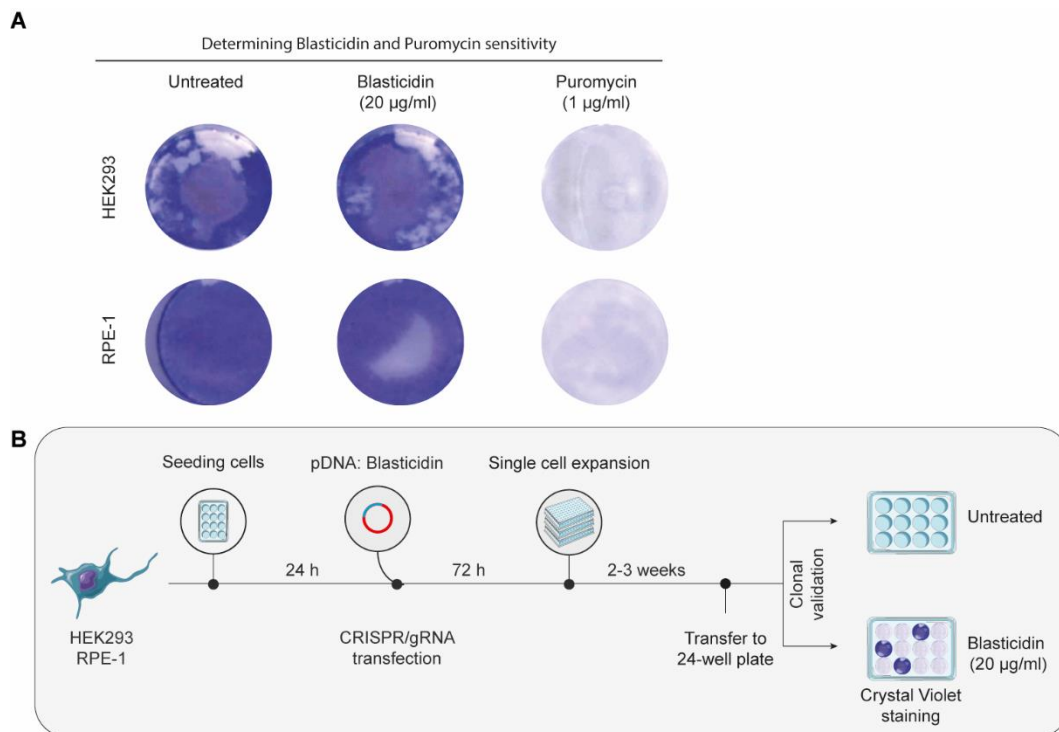 A
Determining Blasticidin and Puromycin sensitivity
Untreated
Blasticidin
(20 µg/ml)
Puromycin
(1 µg/ml)
HEK293
RPE-1
B
Seeding cells
pDNA: Blasticidin
Single cell expansion
24 h
72 h
2-3 weeks
HEK293
RPE-1
CRISPR/gRNA
transfection
Transfer to
24-well plate
Clonal
validation
Untreated
Blasticidin
(20 µg/ml)
Crystal Violet
staining